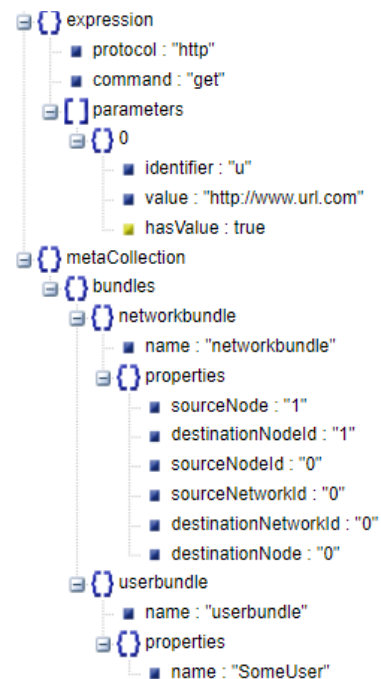 expression
protocol : "http"
command : "get"
parameters
0
identifier : "u"
value : "http://www.url.com"
hasValue : true
metaCollection
bundles
networkbundle
name : "networkbundle"
properties
sourceNode : "1"
destinationNodeId : "1"
sourceNodeId : "0"
sourceNetworkId : "0"
destinationNetworkId : "0"
destinationNode : "0"
userbundle
name : "userbundle"
properties
name : "SomeUser"